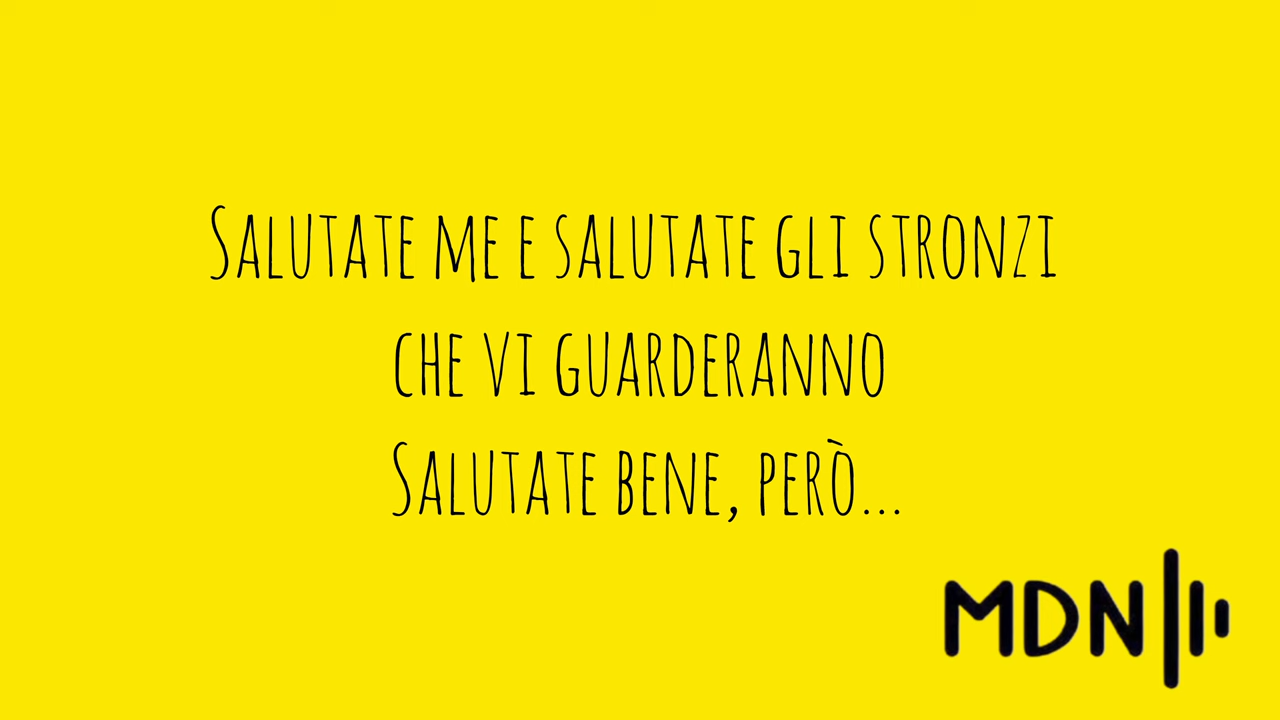 Salutate me e salutate gli stronzi
che vi guarderanno
Salutate bene, però...
MDN